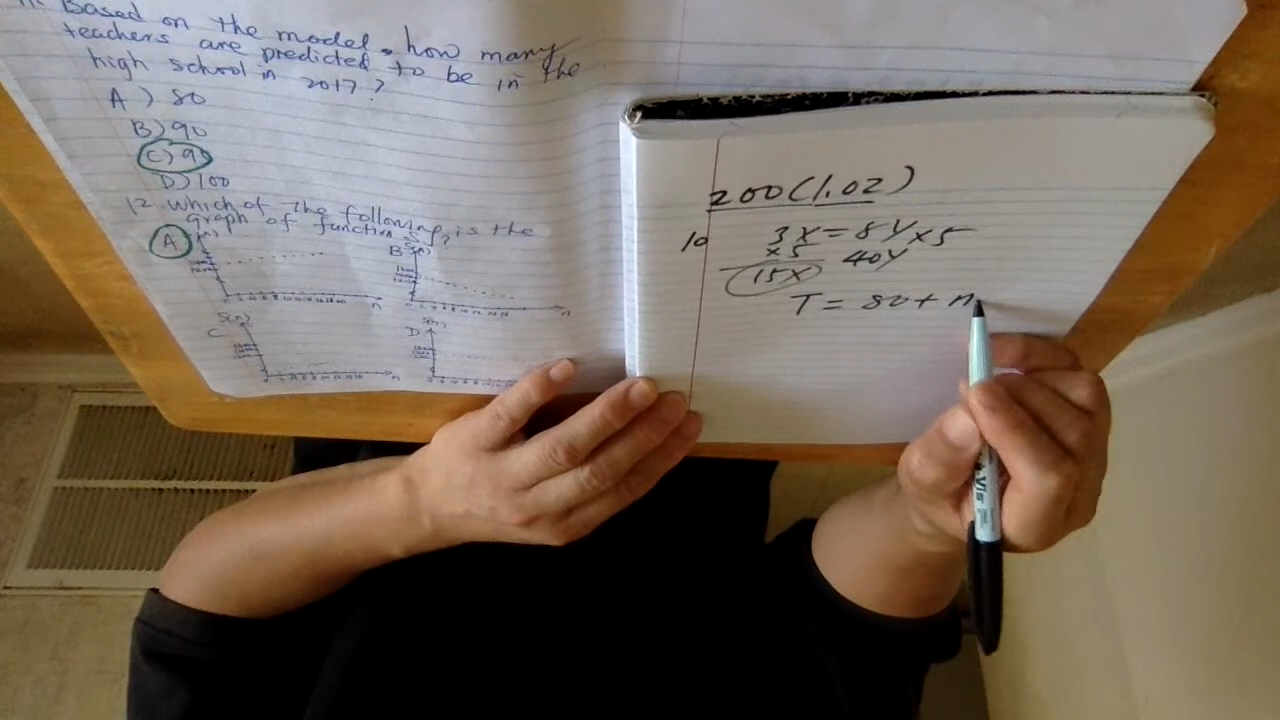 11. Based on the model, how many
teachers are predicted to be in the
high school in 2017?
A) 80
B) 90
C) 9
D) 100
12. Which of the following is the
graph of function S?
A
S(n)
n
B
S(n)
n
C
S(n)
n
D
S(n)
200(1.02)
10
3X = 8Y x 5
x 5 40Y
15X
T = 80 + n